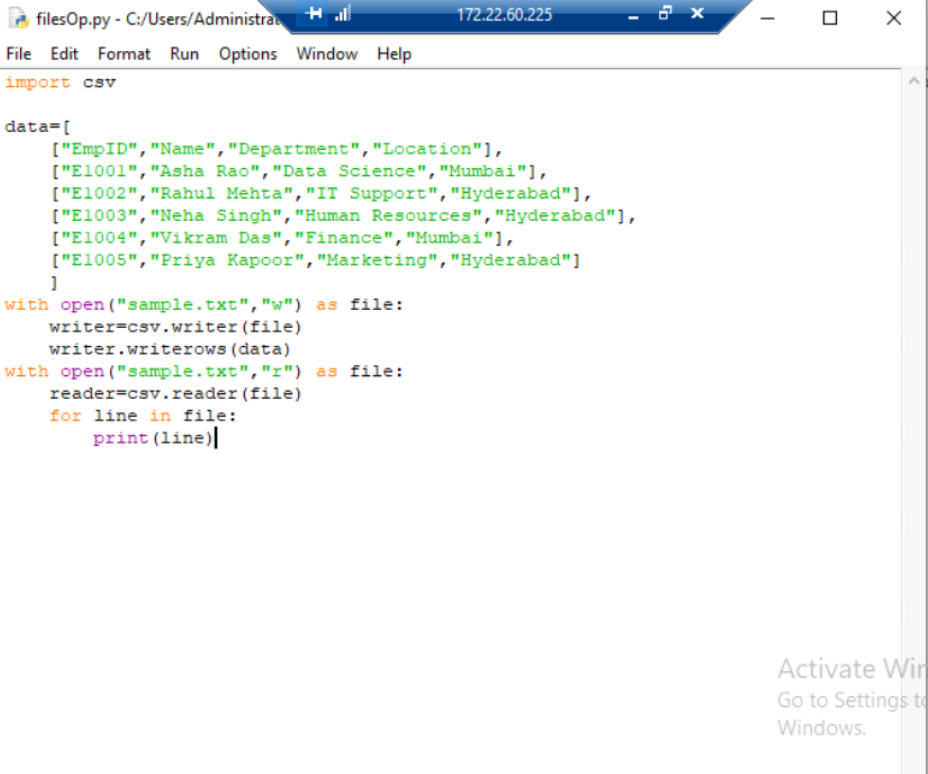 filesOp.py - C:/Users/Administrat
172.22.60.225
File Edit Format Run Options Window Help
import csv
data=[
["EmpID","Name","Department","Location"],
["E1001","Asha Rao","Data Science","Mumbai"],
["E1002","Rahul Mehta","IT Support","Hyderabad"],
["E1003","Neha Singh","Human Resources","Hyderabad"],
["E1004","Vikram Das","Finance","Mumbai"],
["E1005","Priya Kapoor","Marketing","Hyderabad"]
]
with open("sample.txt","w") as file:
writer=csv.writer(file)
writer.writerows(data)
with open("sample.txt","r") as file:
reader=csv.reader(file)
for line in file:
print(line)
Activate Win
Go to Settings to
Windows.